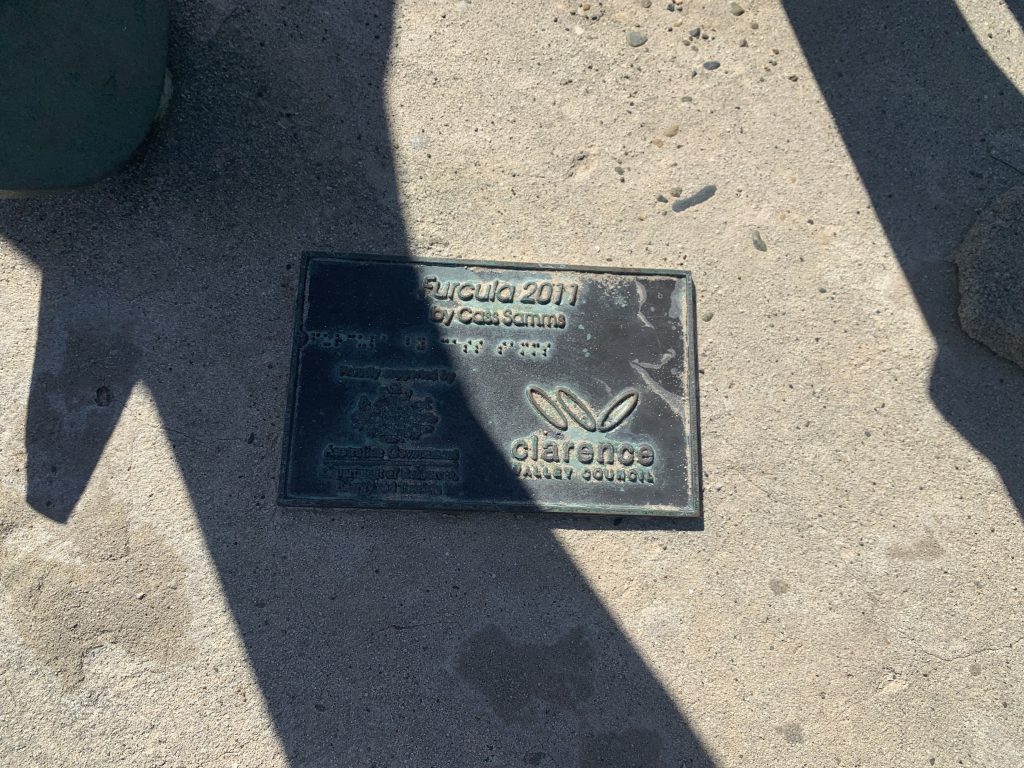 Furcula 2011
by Cass Samms
Proudly supported by
Australian Government
clarence
VALLEY COUNCIL